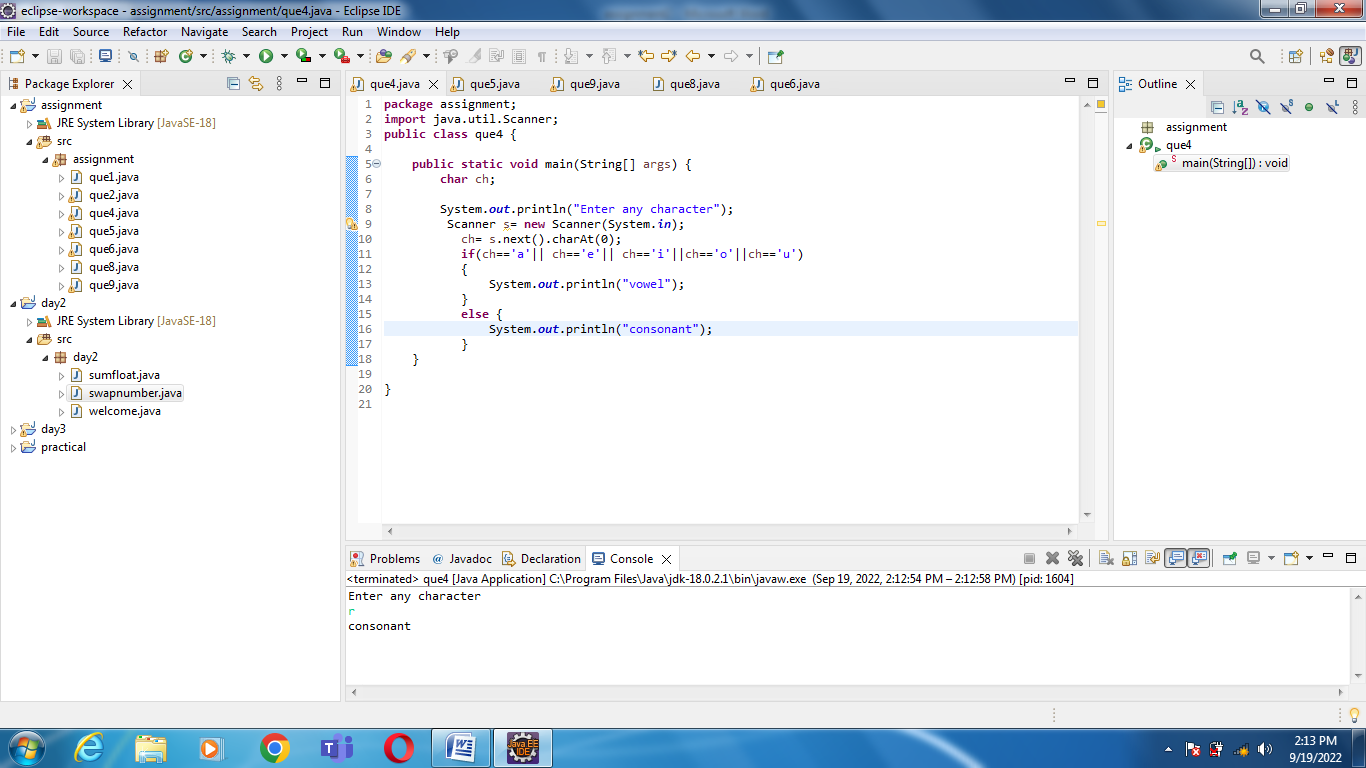 eclipse-workspace - assignment/src/assignment/que4.java - Eclipse IDE
File Edit Source Refactor Navigate Search Project Run Window Help
Package Explorer
assignment
JRE System Library [JavaSE-18]
src
assignment
que1.java
que2.java
que4.java
que5.java
que6.java
que8.java
que9.java
day2
JRE System Library [JavaSE-18]
src
day2
sumfloat.java
swapnumber.java
welcome.java
day3
practical
que4.java que5.java que9.java que8.java que6.java
1 package assignment;
2 import java.util.Scanner;
3 public class que4 {
4
5 public static void main(String[] args) {
6 char ch;
7
8 System.out.println("Enter any character");
9 Scanner s= new Scanner(System.in);
10 ch= s.next().charAt(0);
11 if(ch=='a'|| ch=='e'|| ch=='i'||ch=='o'||ch=='u')
12 {
13 System.out.println("vowel");
14 }
15 else {
16 System.out.println("consonant");
17 }
18 }
19
20 }
21
Outline
assignment
que4
main(String[]) : void
Problems @ Javadoc Declaration Console
<terminated> que4 [Java Application] C:\Program Files\Java\jdk-18.0.2.1\bin\javaw.exe (Sep 19, 2022, 2:12:54 PM – 2:12:58 PM) [pid: 1604]
Enter any character
r
consonant
Java EE
IDE
2:13 PM
9/19/2022